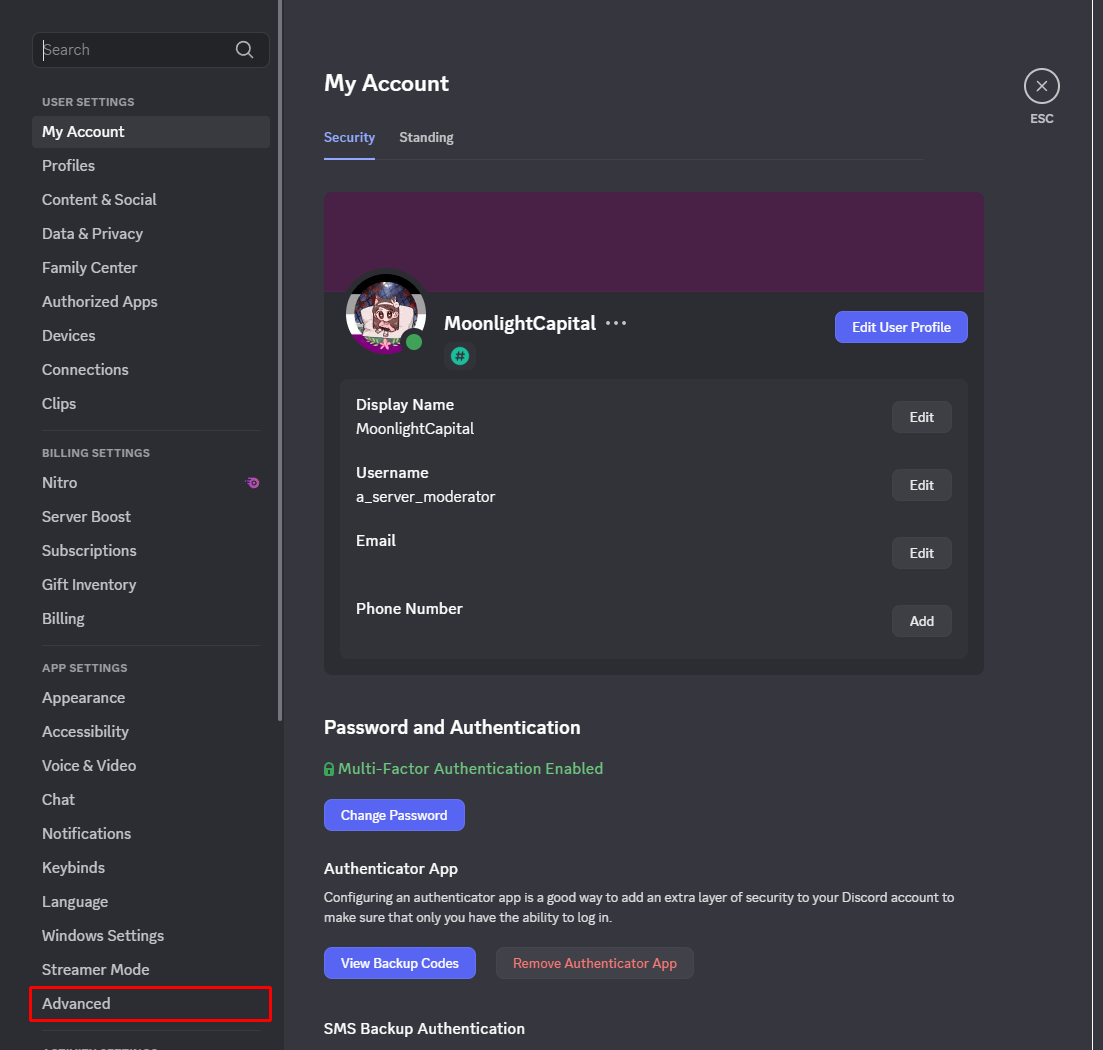 Search
USER SETTINGS
My Account
Profiles
Content & Social
Data & Privacy
Family Center
Authorized Apps
Devices
Connections
Clips
BILLING SETTINGS
Nitro
Server Boost
Subscriptions
Gift Inventory
Billing
APP SETTINGS
Appearance
Accessibility
Voice & Video
Chat
Notifications
Keybinds
Language
Windows Settings
Streamer Mode
Advanced
My Account
ESC
Security Standing
MoonlightCapital
#
Edit User Profile
Display Name
MoonlightCapital
Edit
Username
a_server_moderator
Edit
Email
Edit
Phone Number
Add
Password and Authentication
Multi-Factor Authentication Enabled
Change Password
Authenticator App
Configuring an authenticator app is a good way to add an extra layer of security to your Discord account to
make sure that only you have the ability to log in.
View Backup Codes Remove Authenticator App
SMS Backup Authentication